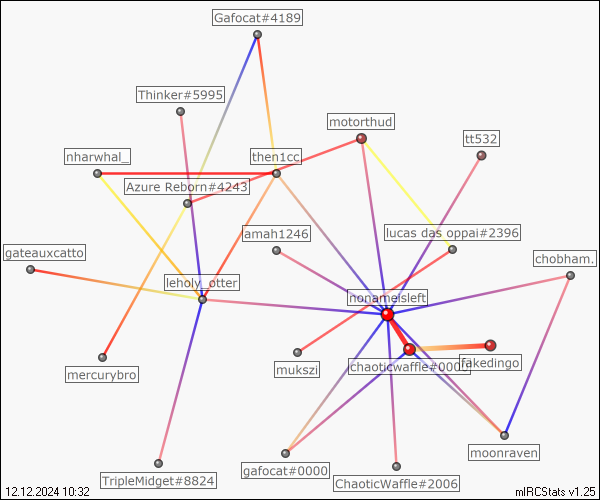 Gafocat#4189
Thinker#5995
motorthud
tt532
nharwhal_
then1cc
Azure Reborn#4243
amah1246
lucas das oppai#2396
gateauxcatto
chobham.
leholy_otter
nonameisleft
chaoticwaffle#0000
fakedingo
mukszi
mercurybro
moonraven
gafocat#0000
TripleMidget#8824
ChaoticWaffle#2006
12.12.2024 10:32
mIRCStats v1.25